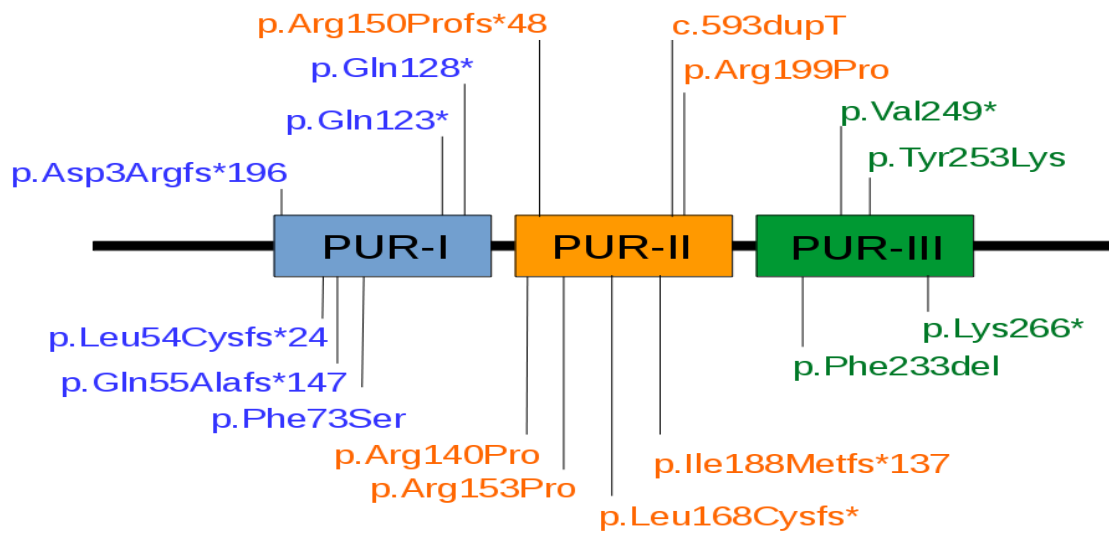 p.Arg150Profs*48
c.593dupT
p.Gln128*
p.Arg199Pro
p.Gln123*
p.Val249*
p.Asp3Argfs*196
p.Tyr253Lys
PUR-I
PUR-II
PUR-III
p.Leu54Cysfs*24
p.Lys266*
p.Gln55Alafs*147
p.Phe233del
p.Phe73Ser
p.Arg140Pro
p.Ile188Metfs*137
p.Arg153Pro
p.Leu168Cysfs*